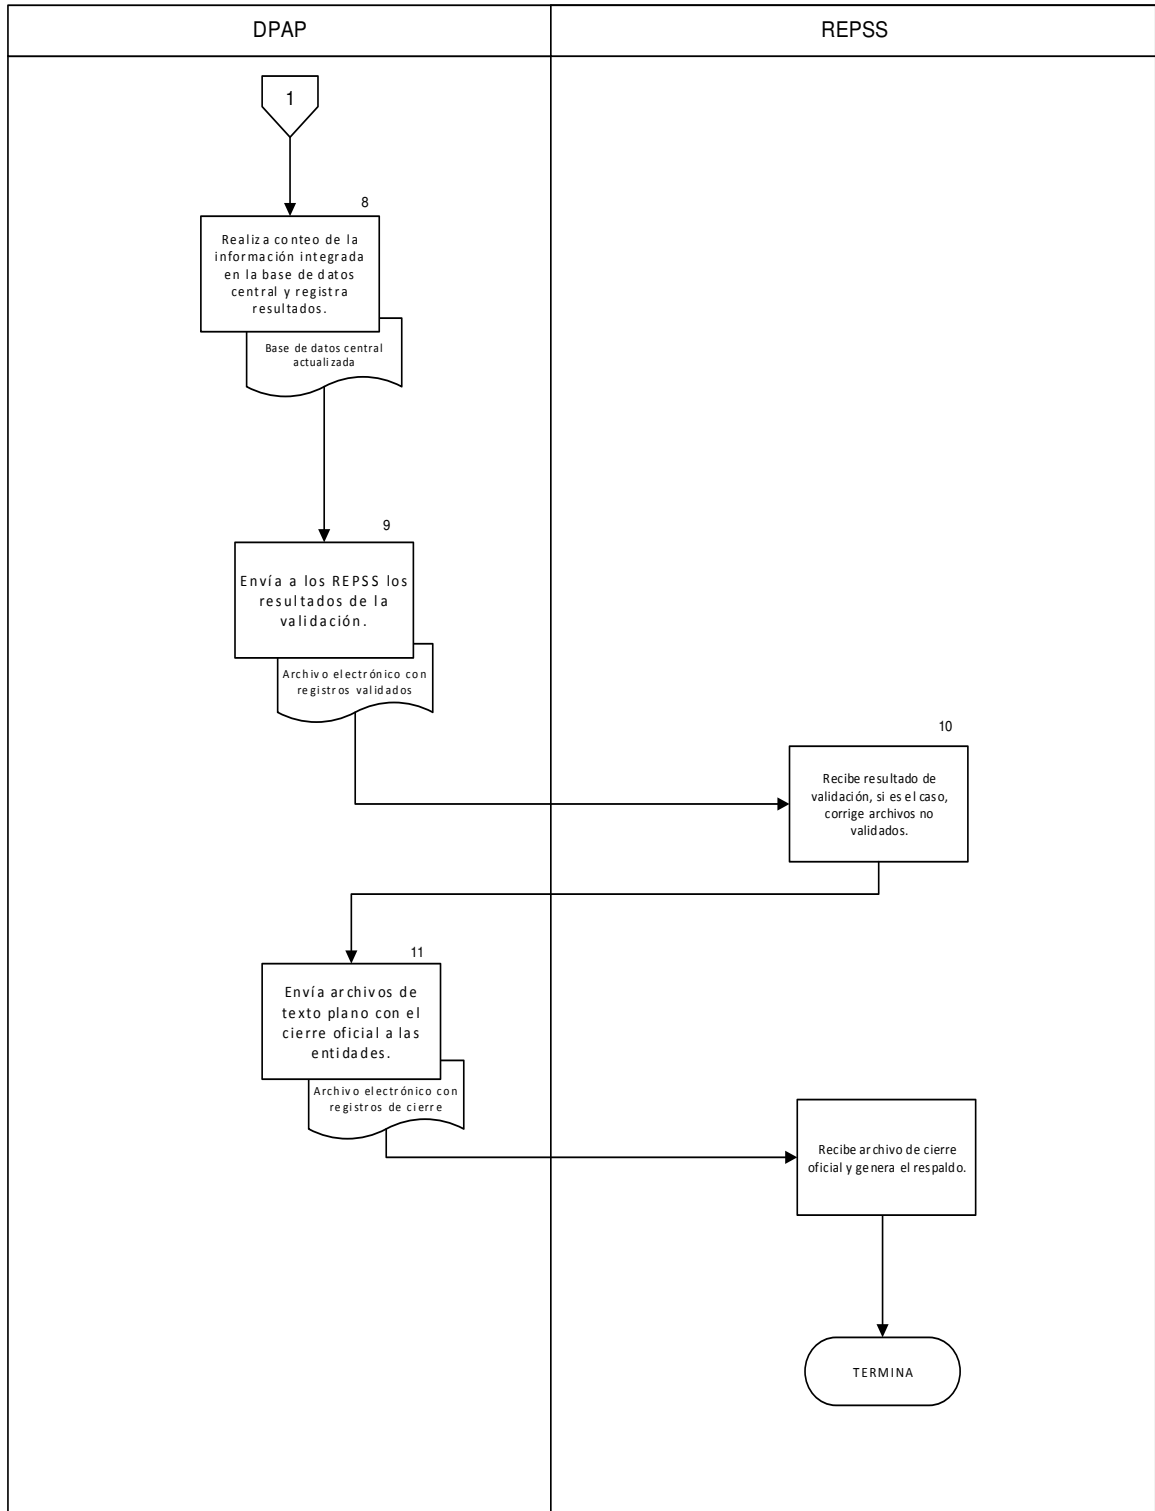 DPAP
REPSS
1
8
Realiza conteo de la
información integrada
en la base de datos
central y registra
resultados.
Base de datos central
actualizada
9
Envía a los REPSS los
resultados de la
validación.
Archivo electrónico con
registros validados
10
Recibe resultado de
validación, si es el caso,
corrige archivos no
validados.
11
Envía archivos de
texto plano con el
cierre oficial a las
entidades.
Archivo electrónico con
registros de cierre
Recibe archivo de cierre
oficial y genera el respaldo.
TERMINA